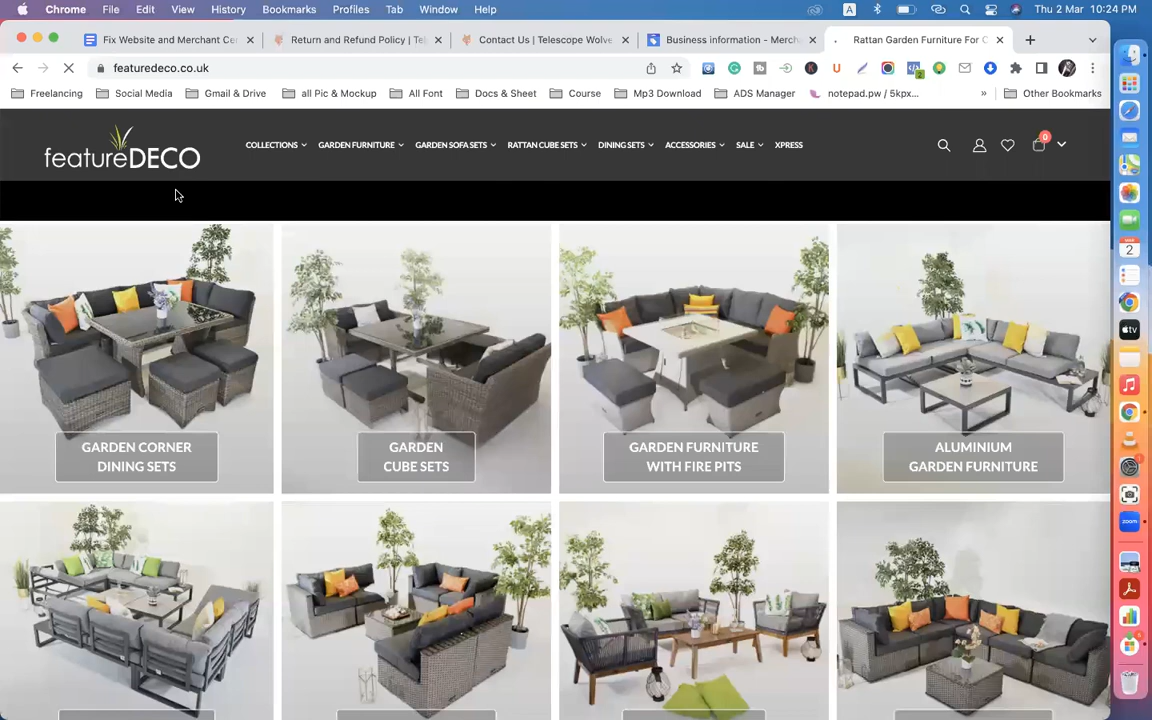 Chrome File Edit View History Bookmarks Profiles Tab Window Help A Thu 2 Mar 10:24 PM
Fix Website and Merchant Ce Return and Refund Policy | Tel Contact Us | Telescope Wolve Business information - Mercha Rattan Garden Furniture For C
featuredeco.co.uk
Freelancing Social Media Gmail & Drive all Pic & Mockup All Font Docs & Sheet Course Mp3 Download ADS Manager notepad.pw / 5kpx... » Other Bookmarks
featureDECO COLLECTIONS GARDEN FURNITURE GARDEN SOFA SETS RATTAN CUBE SETS DINING SETS ACCESSORIES SALE XPRESS 0
GARDEN CORNER
DINING SETS
GARDEN
CUBE SETS
GARDEN FURNITURE
WITH FIRE PITS
ALUMINIUM
GARDEN FURNITURE
zoom